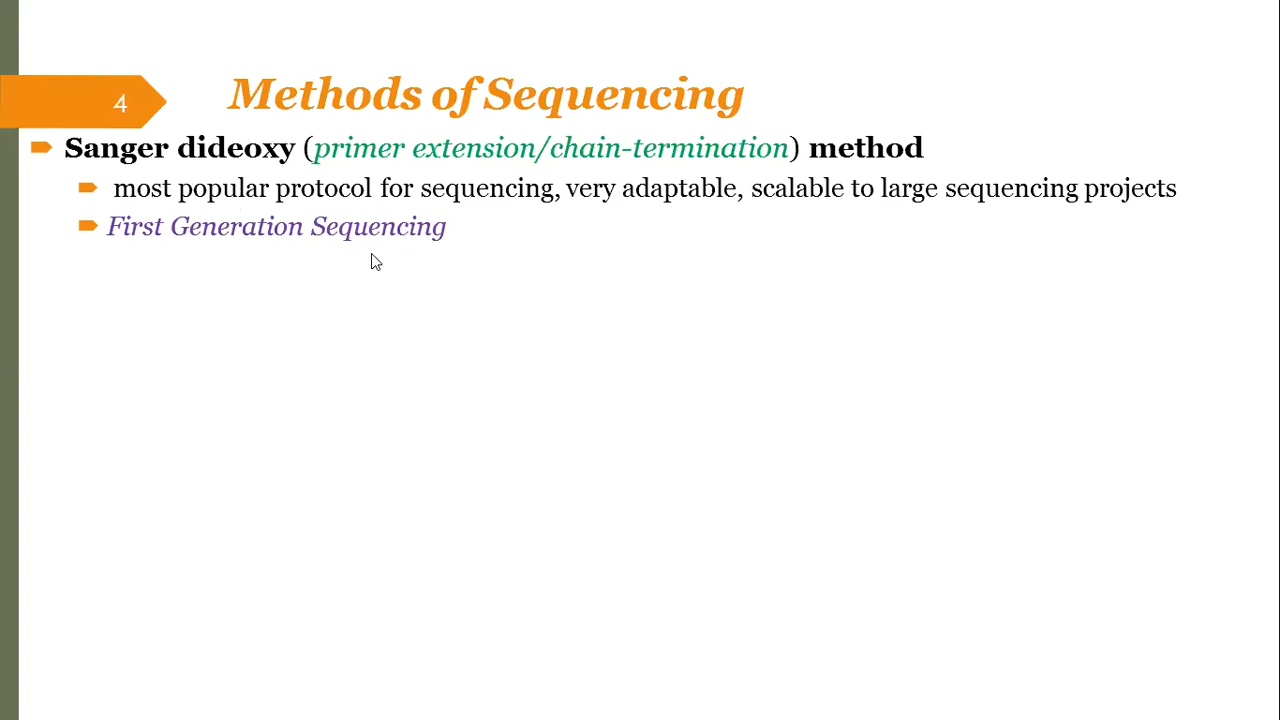 4
Methods of Sequencing
Sanger dideoxy (primer extension/chain-termination) method
most popular protocol for sequencing, very adaptable, scalable to large sequencing projects
First Generation Sequencing